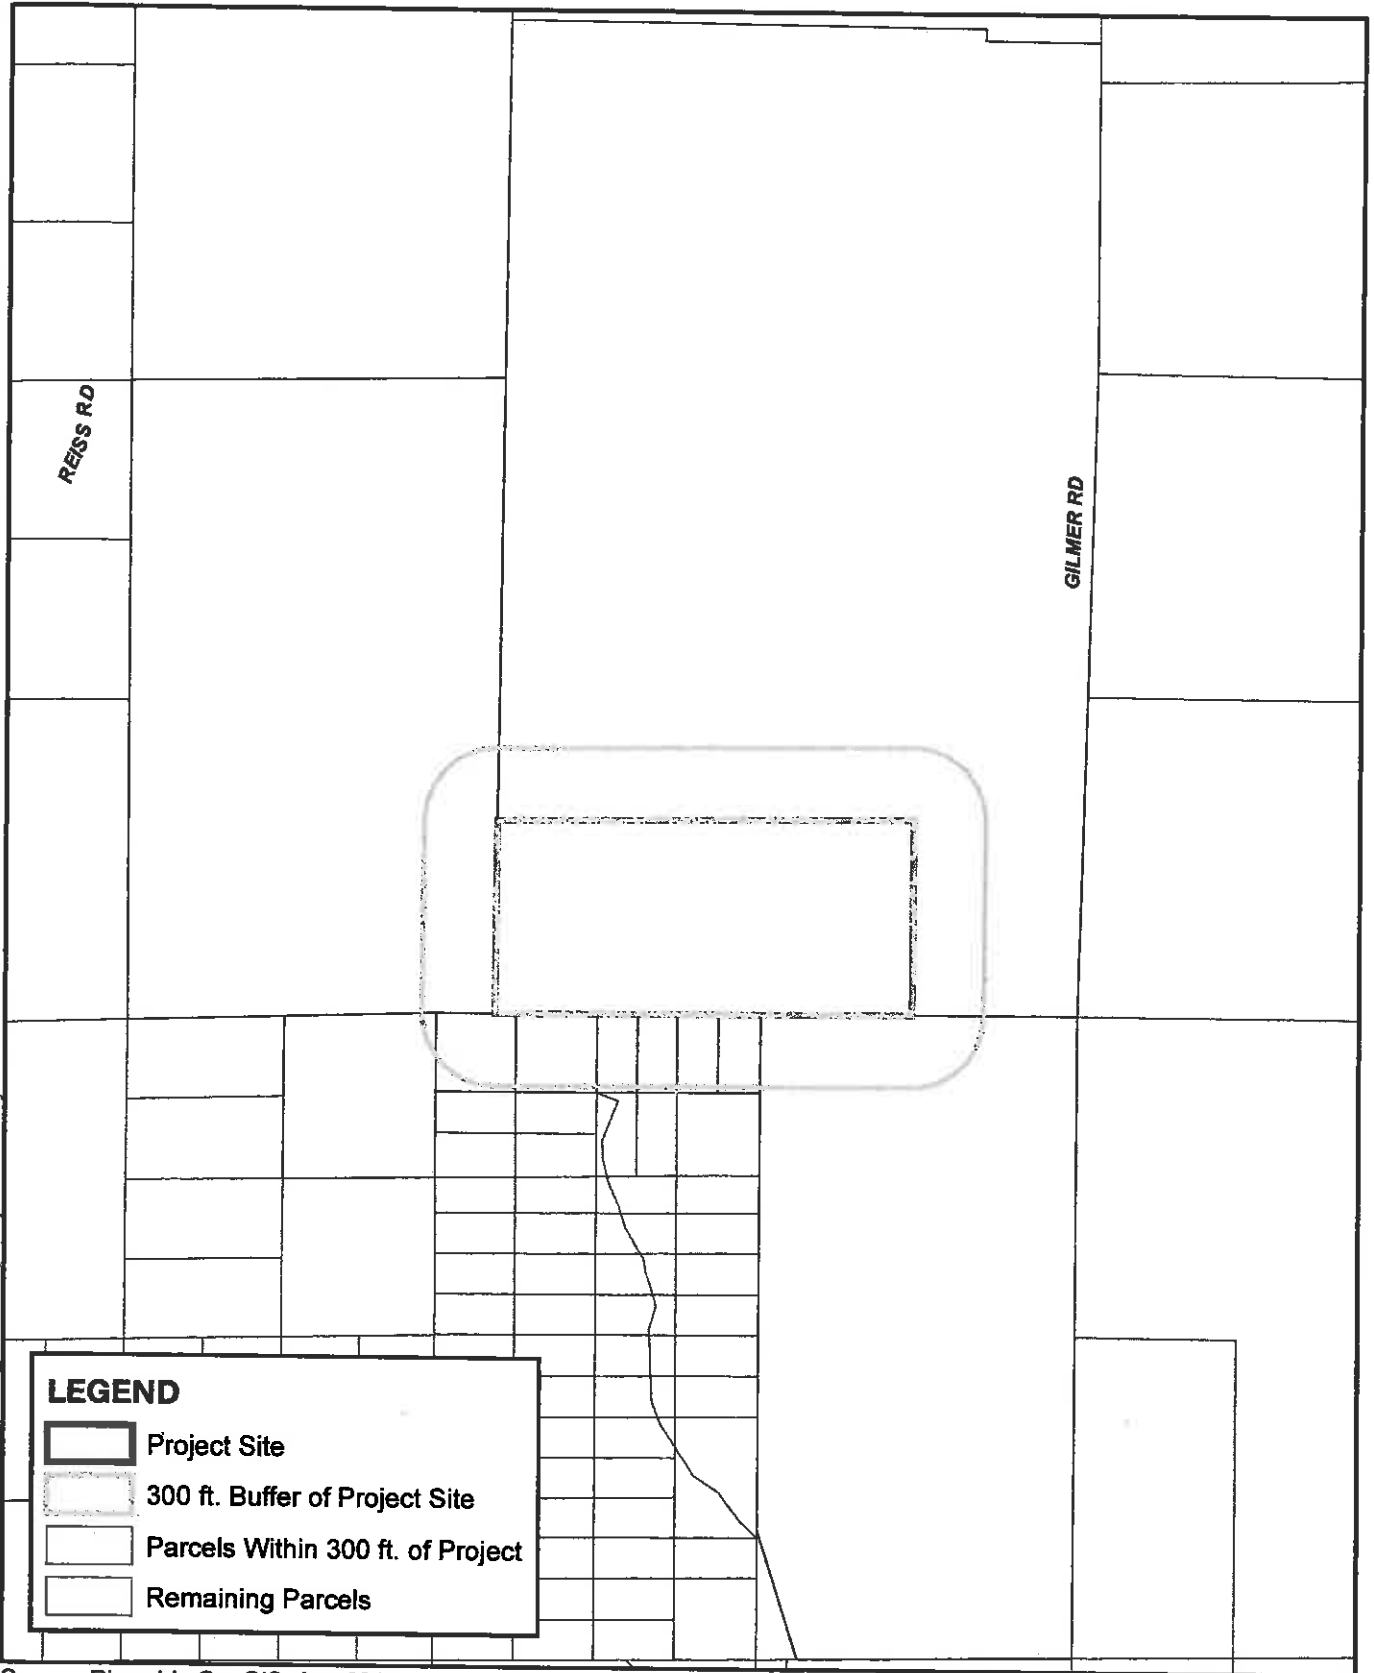 REISS RD
GILMER RD
LEGEND
Project Site
300 ft. Buffer of Project Site
Parcels Within 300 ft. of Project
Remaining Parcels